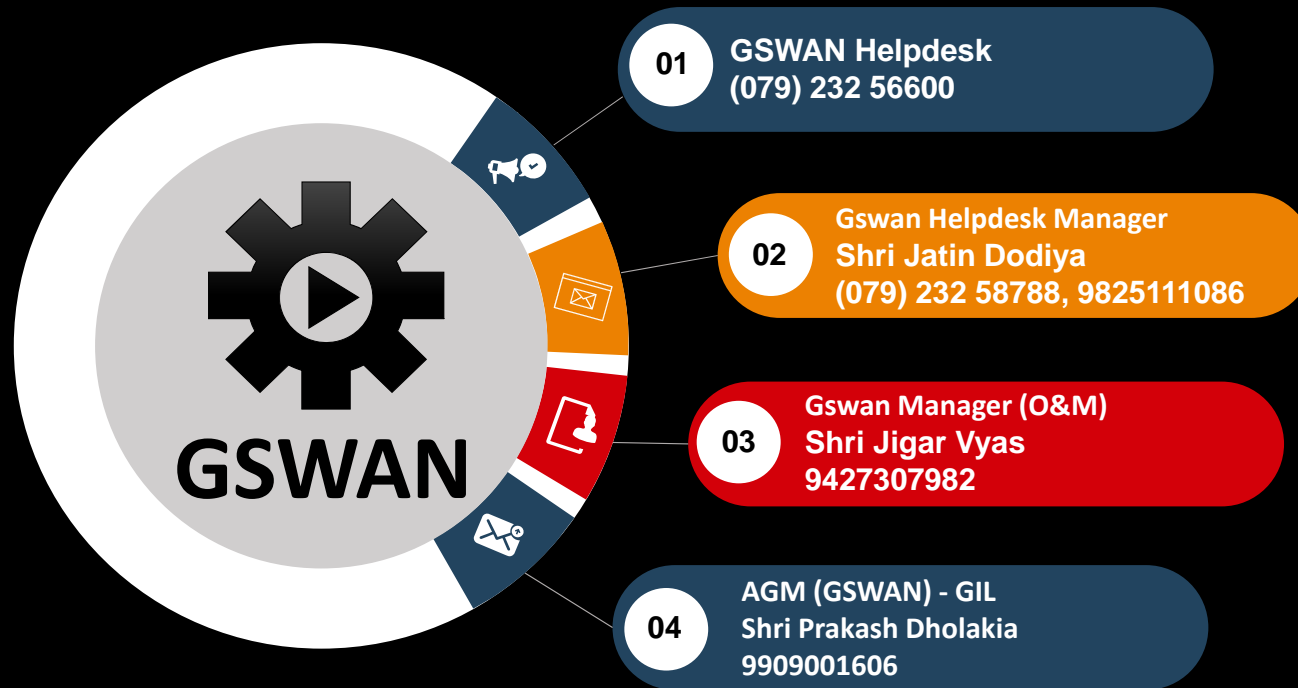 GSWAN
01
GSWAN Helpdesk
(079) 232 56600
02
Gswan Helpdesk Manager
Shri Jatin Dodiya
(079) 232 58788, 9825111086
03
Gswan Manager (O&M)
Shri Jigar Vyas
9427307982
04
AGM (GSWAN) - GIL
Shri Prakash Dholakia
9909001606